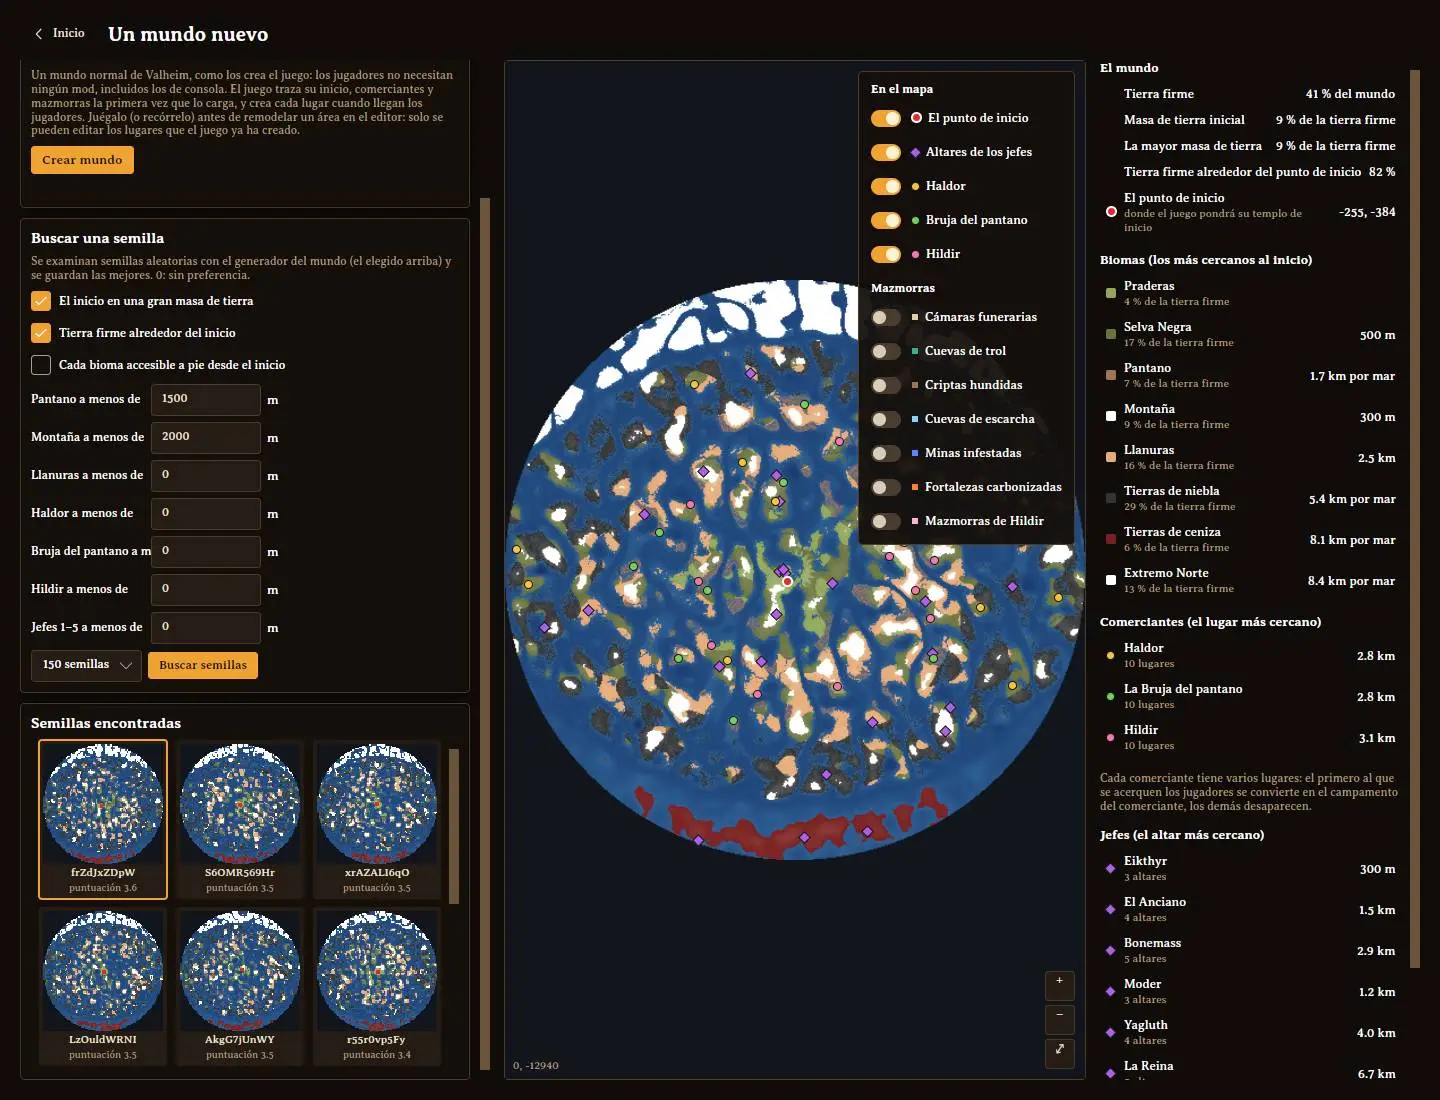 Inicio
Un mundo nuevo
Un mundo normal de Valheim, como los crea el juego: los jugadores no necesitan
ningún mod, incluidos los de consola. El juego traza su inicio, comerciantes y
mazmorras la primera vez que lo carga, y crea cada lugar cuando llegan los
jugadores. Juégalo (o recórrelo) antes de remodelar un área en el editor: solo se
pueden editar los lugares que el juego ya ha creado.
Crear mundo
Buscar una semilla
Se examinan semillas aleatorias con el generador del mundo (el elegido arriba) y
se guardan las mejores. 0: sin preferencia.
El inicio en una gran masa de tierra
Tierra firme alrededor del inicio
Cada bioma accesible a pie desde el inicio
Pantano a menos de 1500 m
Montaña a menos de 2000 m
Llanuras a menos de 0 m
Haldor a menos de 0 m
Bruja del pantano a m 0 m
Hildir a menos de 0 m
Jefes 1–5 a menos de 0 m
150 semillas Buscar semillas
Semillas encontradas
frZdJxZDpW
puntuación 3.6
S6OMR569Hr
puntuación 3.5
xrAZALI6qO
puntuación 3.5
LzOuldWRNI
puntuación 3.5
AkgG7jUnWY
puntuación 3.5
r55r0vp5Fy
puntuación 3.4
En el mapa
El punto de inicio
Altares de los jefes
Haldor
Bruja del pantano
Hildir
Mazmorras
Cámaras funerarias
Cuevas de trol
Criptas hundidas
Cuevas de escarcha
Minas infestadas
Fortalezas carbonizadas
Mazmorras de Hildir
+
−
0, -12940
El mundo
Tierra firme 41 % del mundo
Masa de tierra inicial 9 % de la tierra firme
La mayor masa de tierra 9 % de la tierra firme
Tierra firme alrededor del punto de inicio 82 %
El punto de inicio
donde el juego pondrá su templo de
inicio
-255, -384
Biomas (los más cercanos al inicio)
Praderas
4 % de la tierra firme
Selva Negra
17 % de la tierra firme
500 m
Pantano
7 % de la tierra firme
1.7 km por mar
Montaña
9 % de la tierra firme
300 m
Llanuras
16 % de la tierra firme
2.5 km
Tierras de niebla
29 % de la tierra firme
5.4 km por mar
Tierras de ceniza
6 % de la tierra firme
8.1 km por mar
Extremo Norte
13 % de la tierra firme
8.4 km por mar
Comerciantes (el lugar más cercano)
Haldor
10 lugares
2.8 km
La Bruja del pantano
10 lugares
2.8 km
Hildir
10 lugares
3.1 km
Cada comerciante tiene varios lugares: el primero al que
se acerquen los jugadores se convierte en el campamento
del comerciante, los demás desaparecen.
Jefes (el altar más cercano)
Eikthyr
3 altares
300 m
El Anciano
4 altares
1.5 km
Bonemass
5 altares
2.9 km
Moder
3 altares
1.2 km
Yagluth
4 altares
4.0 km
La Reina
6.7 km